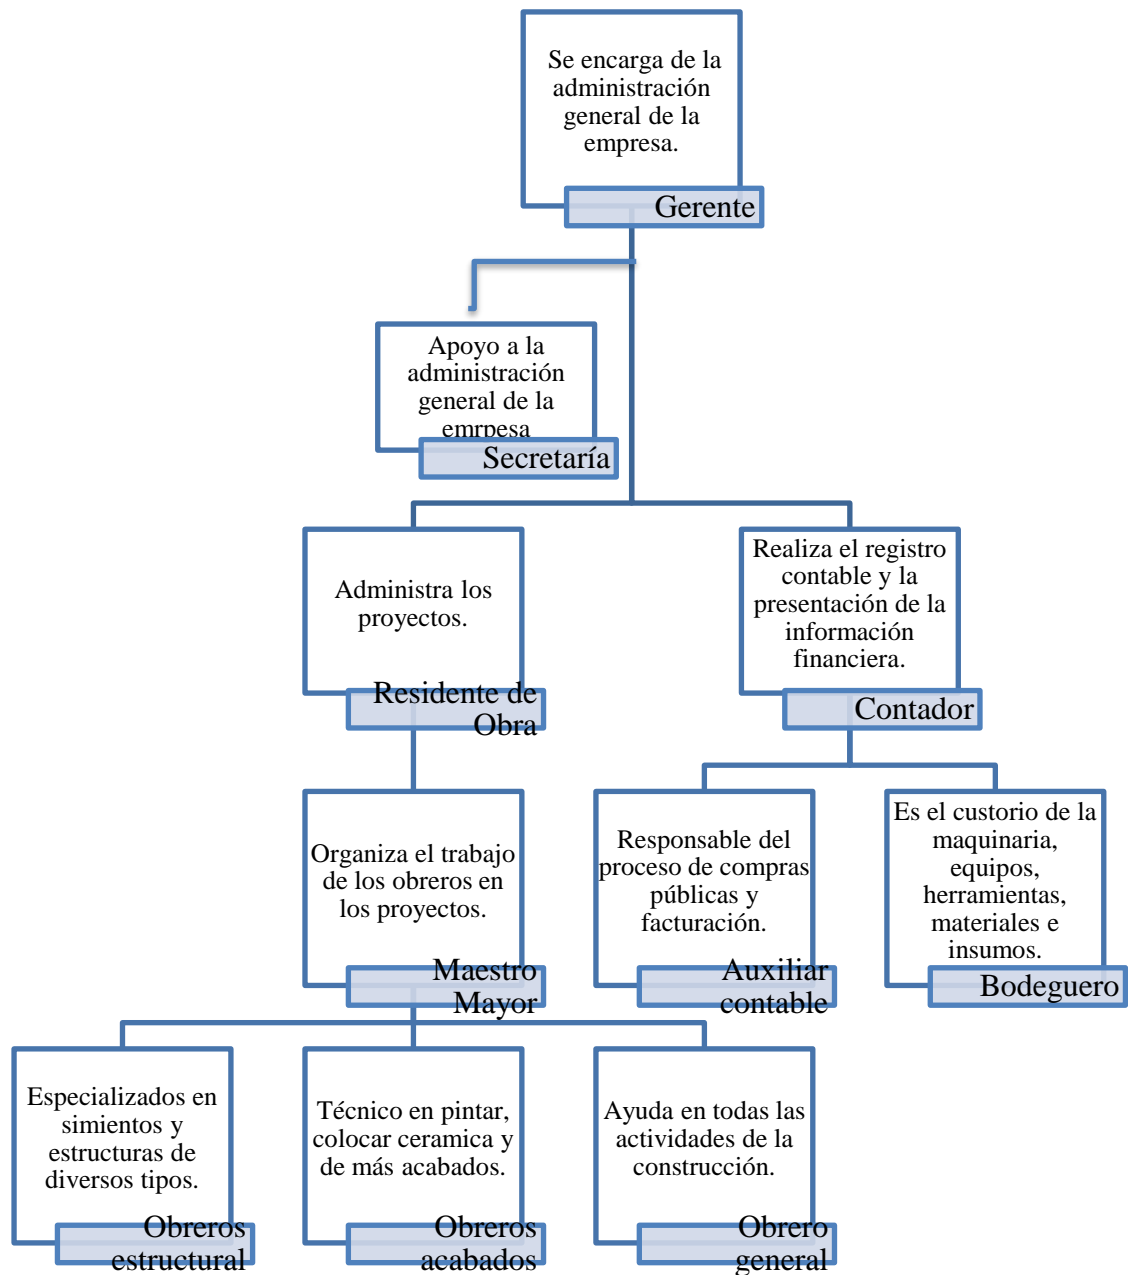 Se encarga de la
administración
general de la
empresa.
Gerente
Apoyo a la
administración
general de la
emrpesa
Secretaría
Administra los
proyectos.
Residente de
Obra
Realiza el registro
contable y la
presentación de la
información
financiera.
Contador
Organiza el trabajo
de los obreros en
los proyectos.
Maestro
Mayor
Responsable del
proceso de compras
públicas y
facturación.
Auxiliar
contable
Es el custorio de la
maquinaria,
equipos,
herramientas,
materiales e
insumos.
Bodeguero
Especializados en
simientos y
estructuras de
diversos tipos.
Obreros
estructural
Técnico en pintar,
colocar ceramica y
de más acabados.
Obreros
acabados
Ayuda en todas las
actividades de la
construcción.
Obrero
general